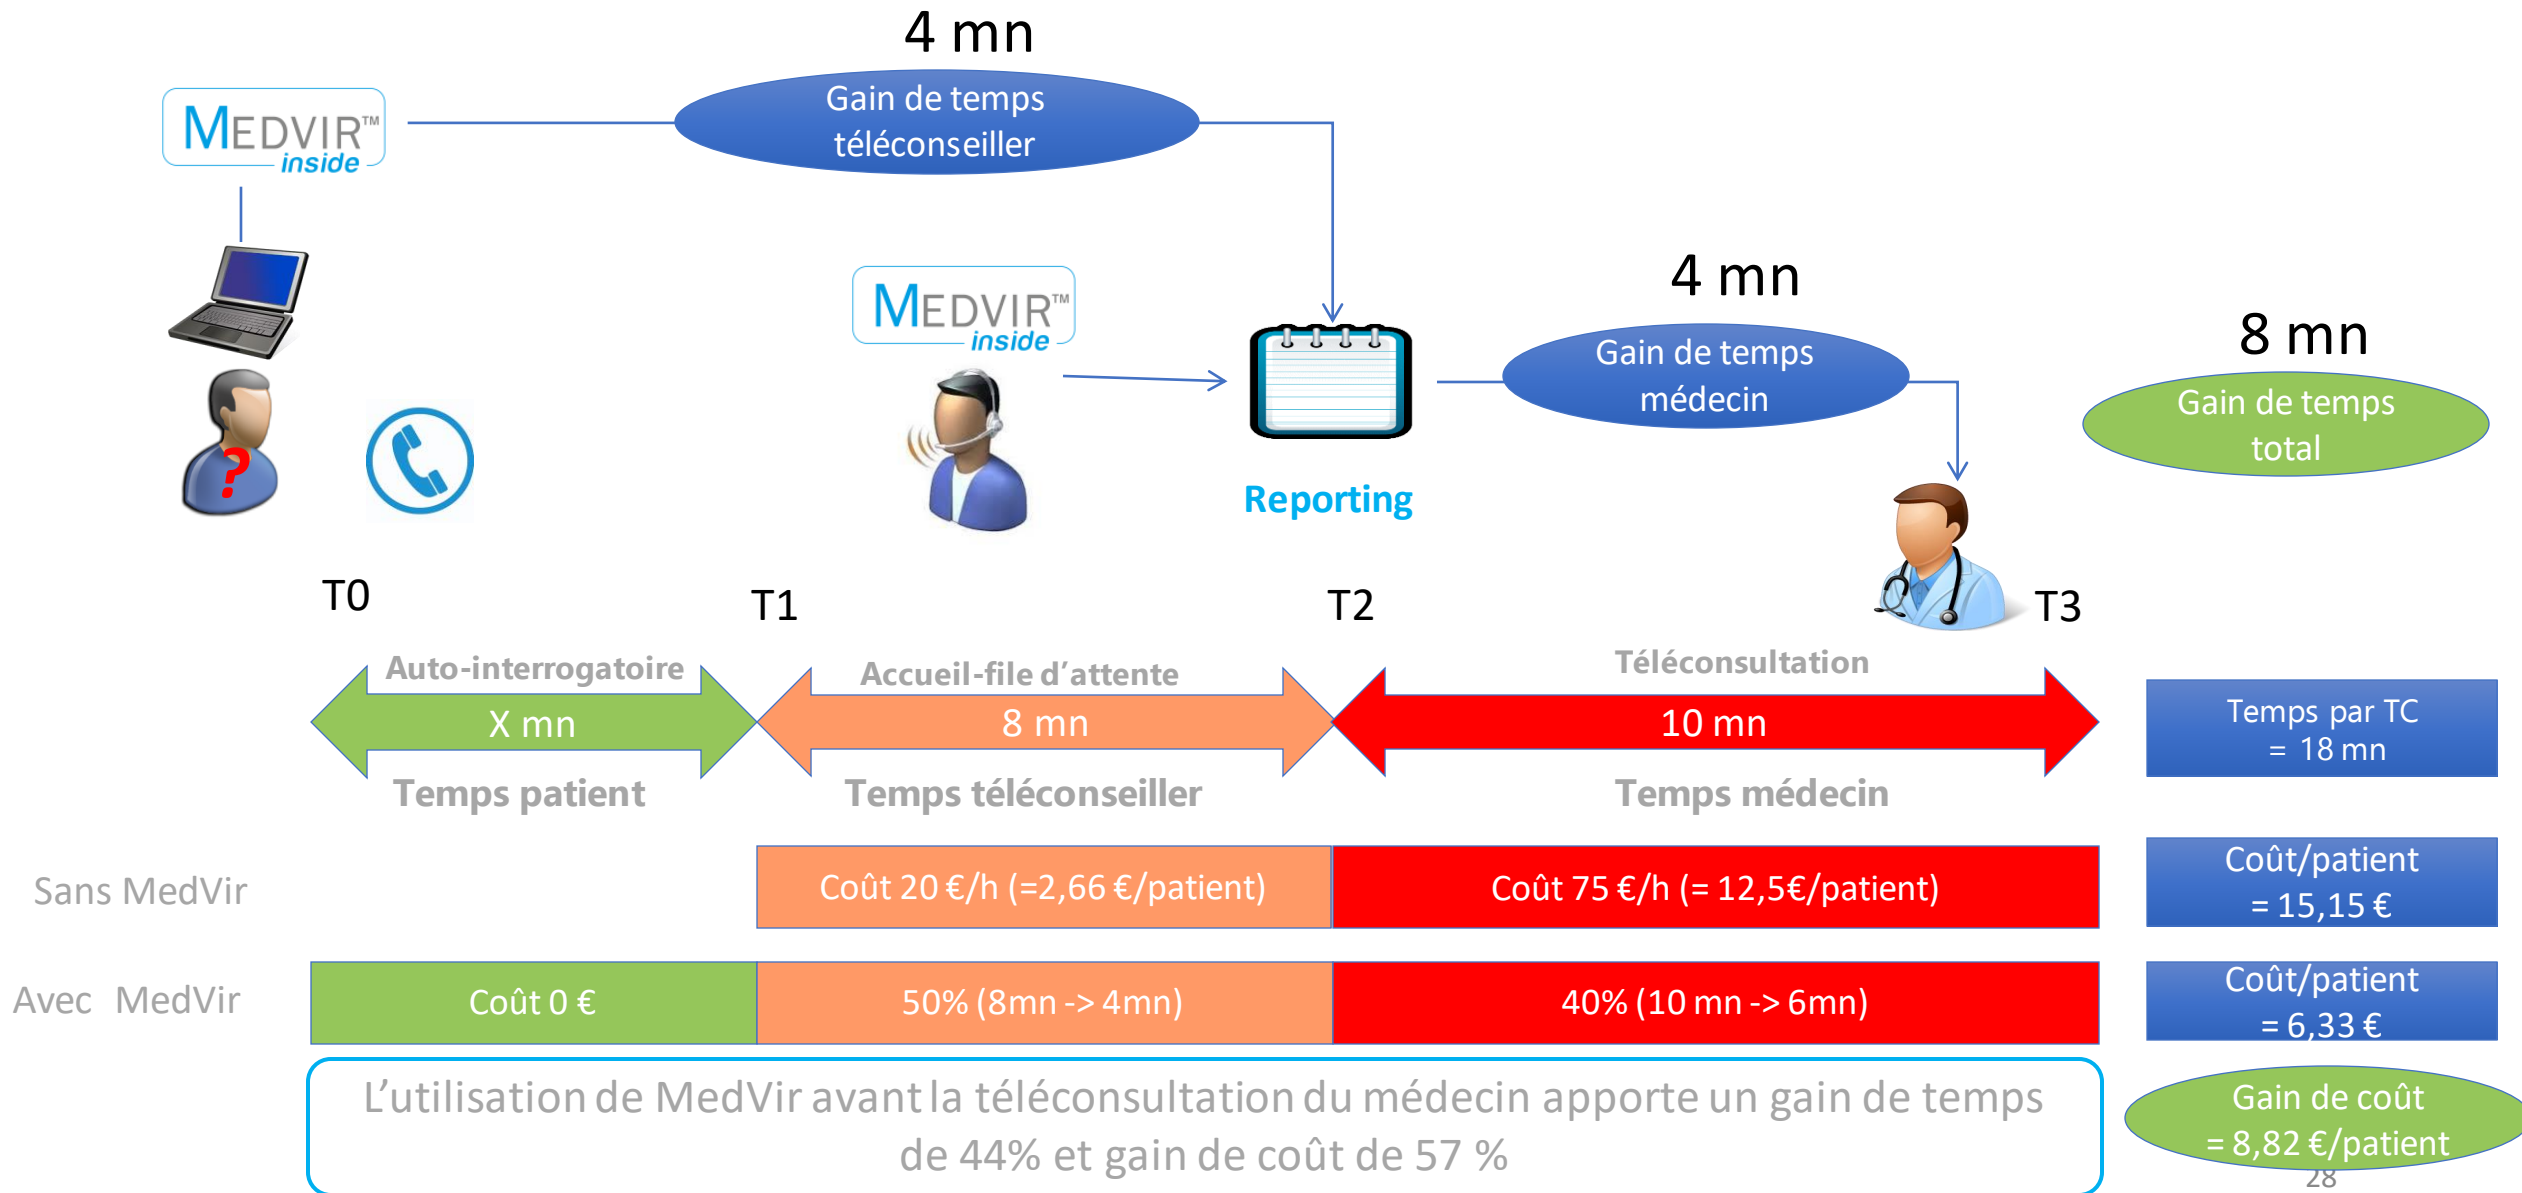 4 mn
Gain de temps
téléconseiller
MEDVIR™
inside
MEDVIR™
inside
4 mn
Gain de temps
médecin
8 mn
Gain de temps
total
?
Reporting
T0
T1
T2
T3
Auto-interrogatoire
X mn
Temps patient
Accueil-file d’attente
8 mn
Temps téléconseiller
Téléconsultation
10 mn
Temps médecin
Temps par TC
= 18 mn
Sans MedVir
Coût 20 €/h (=2,66 €/patient)
Coût 75 €/h (= 12,5€/patient)
Coût/patient
= 15,15 €
Avec MedVir
Coût 0 €
50% (8mn -> 4mn)
40% (10 mn -> 6mn)
Coût/patient
= 6,33 €
L’utilisation de MedVir avant la téléconsultation du médecin apporte un gain de temps
de 44% et gain de coût de 57 %
Gain de coût
= 8,82 €/patient
28